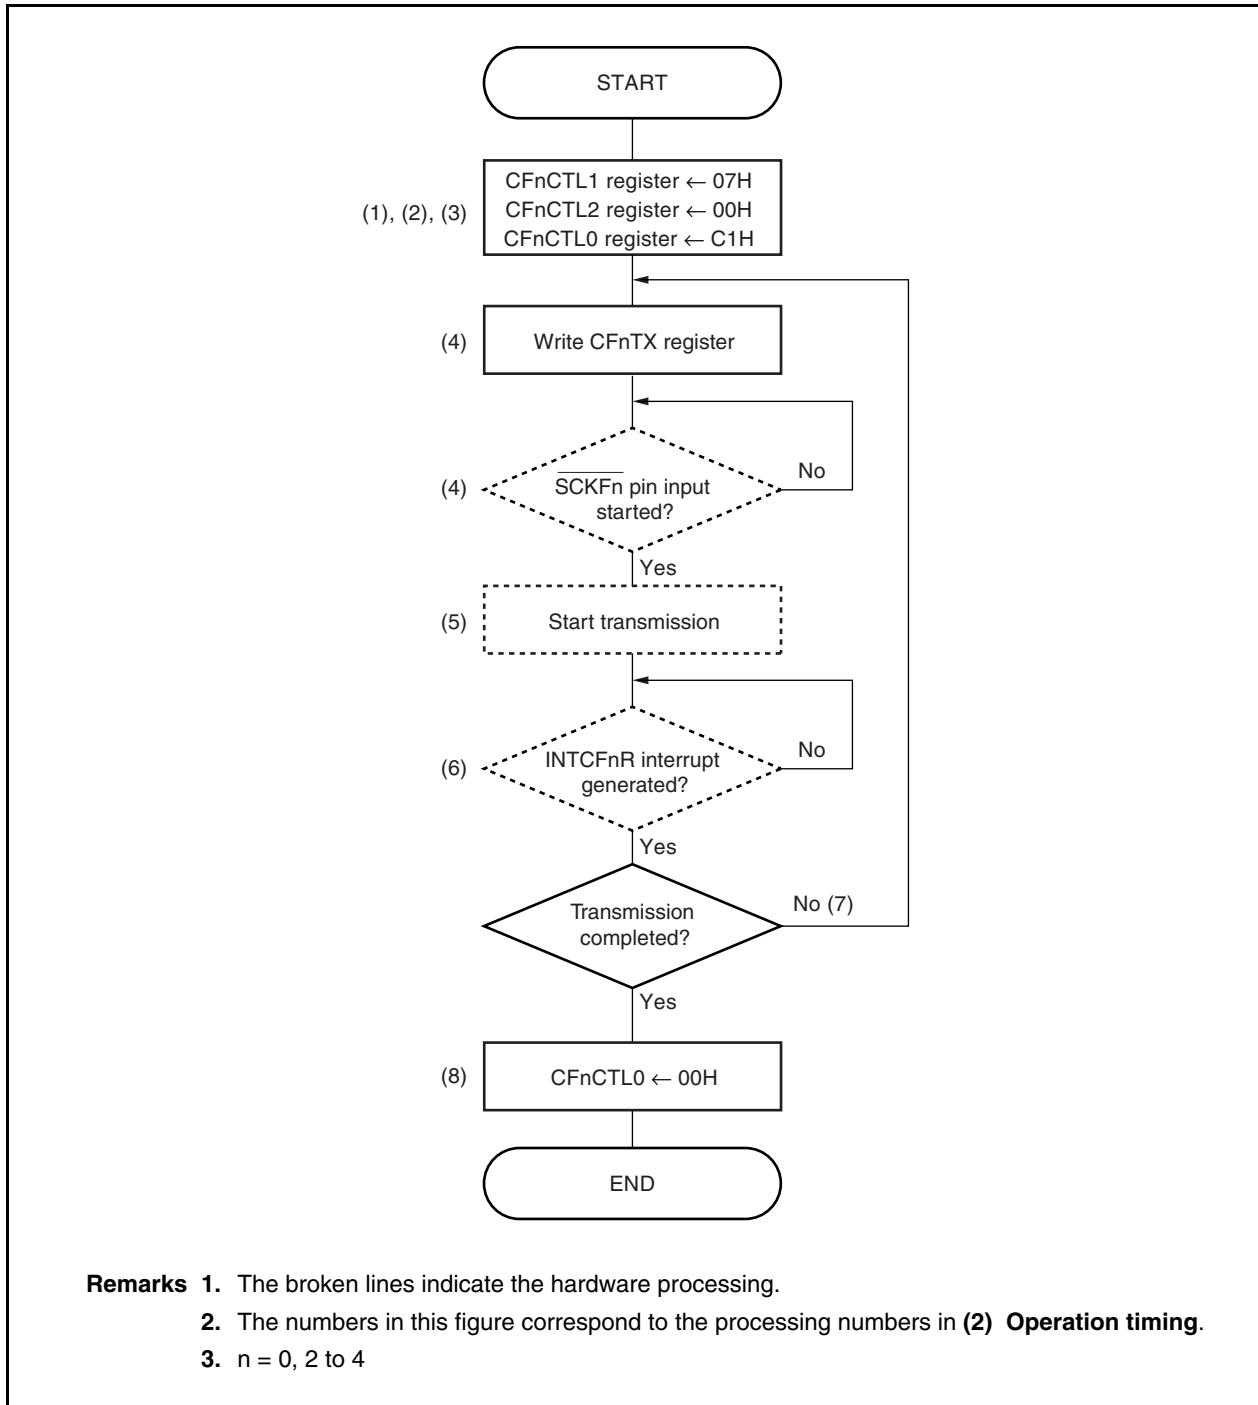 START
CFnCTL1 register ← 07H
(1), (2), (3)
CFnCTL2 register ← 00H
CFnCTL0 register ← C1H
(4)
Write CFnTX register
(4)
SCKFn pin input
started?
No
Yes
(5)
Start transmission
(6)
INTCFnR interrupt
generated?
No
Yes
Transmission
completed?
No (7)
Yes
(8)
CFnCTL0 ← 00H
END
Remarks 1. The broken lines indicate the hardware processing.
2. The numbers in this figure correspond to the processing numbers in (2) Operation timing.
3. n = 0, 2 to 4